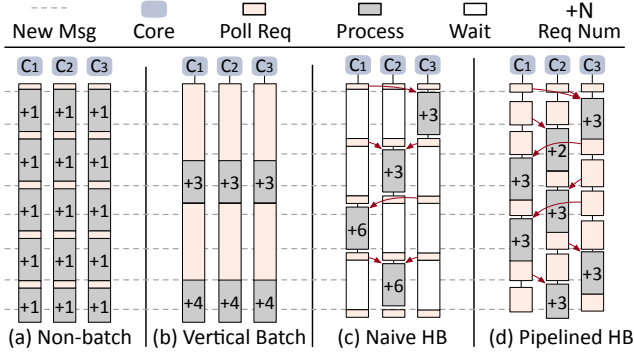 +N
New Msg Core Poll Req Process Wait Req Num
C1 C2 C3 C1 C2 C3 C1 C2 C3 C1 C2 C3
+1 +1 +1
+1 +1 +1
+1 +1 +1
+1 +1 +1
+1 +1 +1
+3 +3 +3
+4 +4 +4
+3
+3
+6
+6
+3
+2
+3
+3
+3
+3
+3
(a) Non-batch (b) Vertical Batch (c) Naive HB (d) Pipelined HB